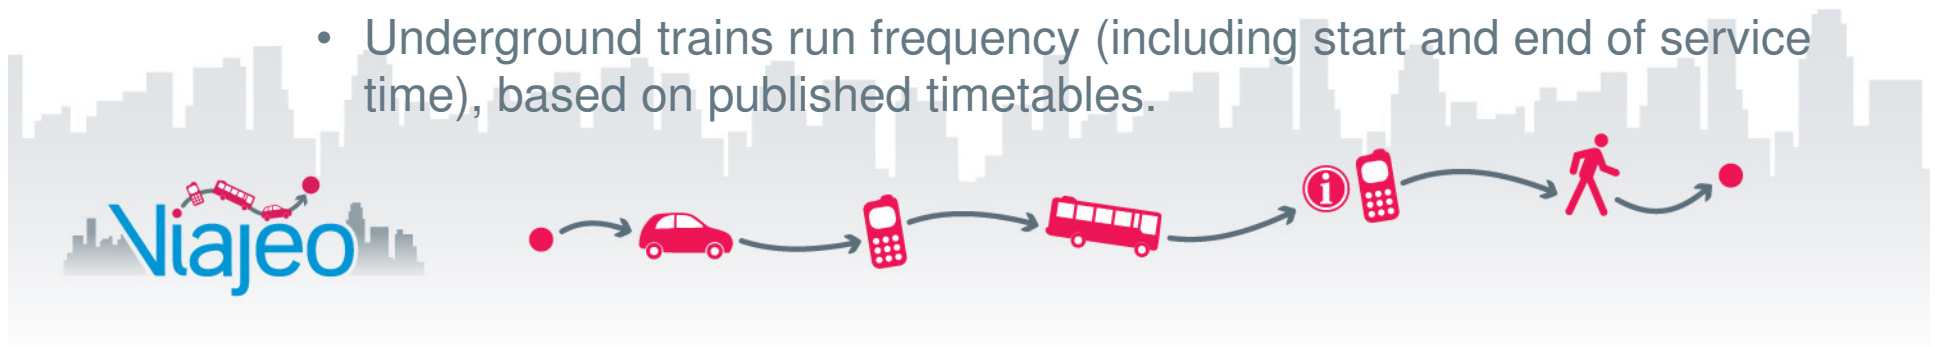 • Underground trains run frequency (including start and end of service
time), based on published timetables.
i
Viajeo